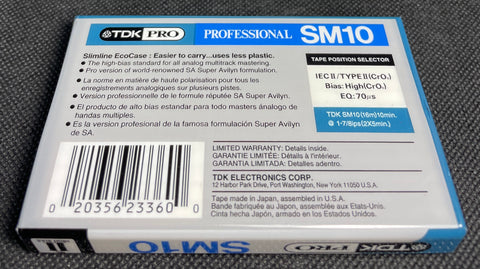 TDK PRO PROFESSIONAL SM10
Slimline EcoCase : Easier to carry...uses less plastic.
● The high-bias standard for all analog multitrack mastering.
● Pro version of world-renowned SA Super Avilyn formulation.
● La norme en matière de haute polarisation pour tous les
enregistrements analogiques sur plusieurs pistes.
● Version professionnelle de la formule réputée SA Super Avilyn.
● El producto de alto bias estandar para todo masters análogo de
handas multiples.
● Es la version profesional de la famosa formulación Super Avilyn
de SA.
TAPE POSITION SELECTOR
IEC II / TYPE II (CrO₂)
Bias: High(CrO₂)
EQ: 70µs
TDK SM10 (18m) 10min.
@ 1-7/8ips (2X5min.)
LIMITED WARRANTY: Details inside.
GARANTIE LIMITÉE: Détails à l'intérieur.
GARANTIA LIMITADA: Detalles adentro.
TDK ELECTRONICS CORP.
12 Harbor Park Drive, Port Washington, New York 11050 U.S.A.
Tape made in Japan, assembled in U.S.A.
Bande fabriquée au Japon, assemblée aux États-Unis.
Cinta hecha Japón, armado en los Estados Unidos.
0 20356 23360 0
II SM10 TDK PRO